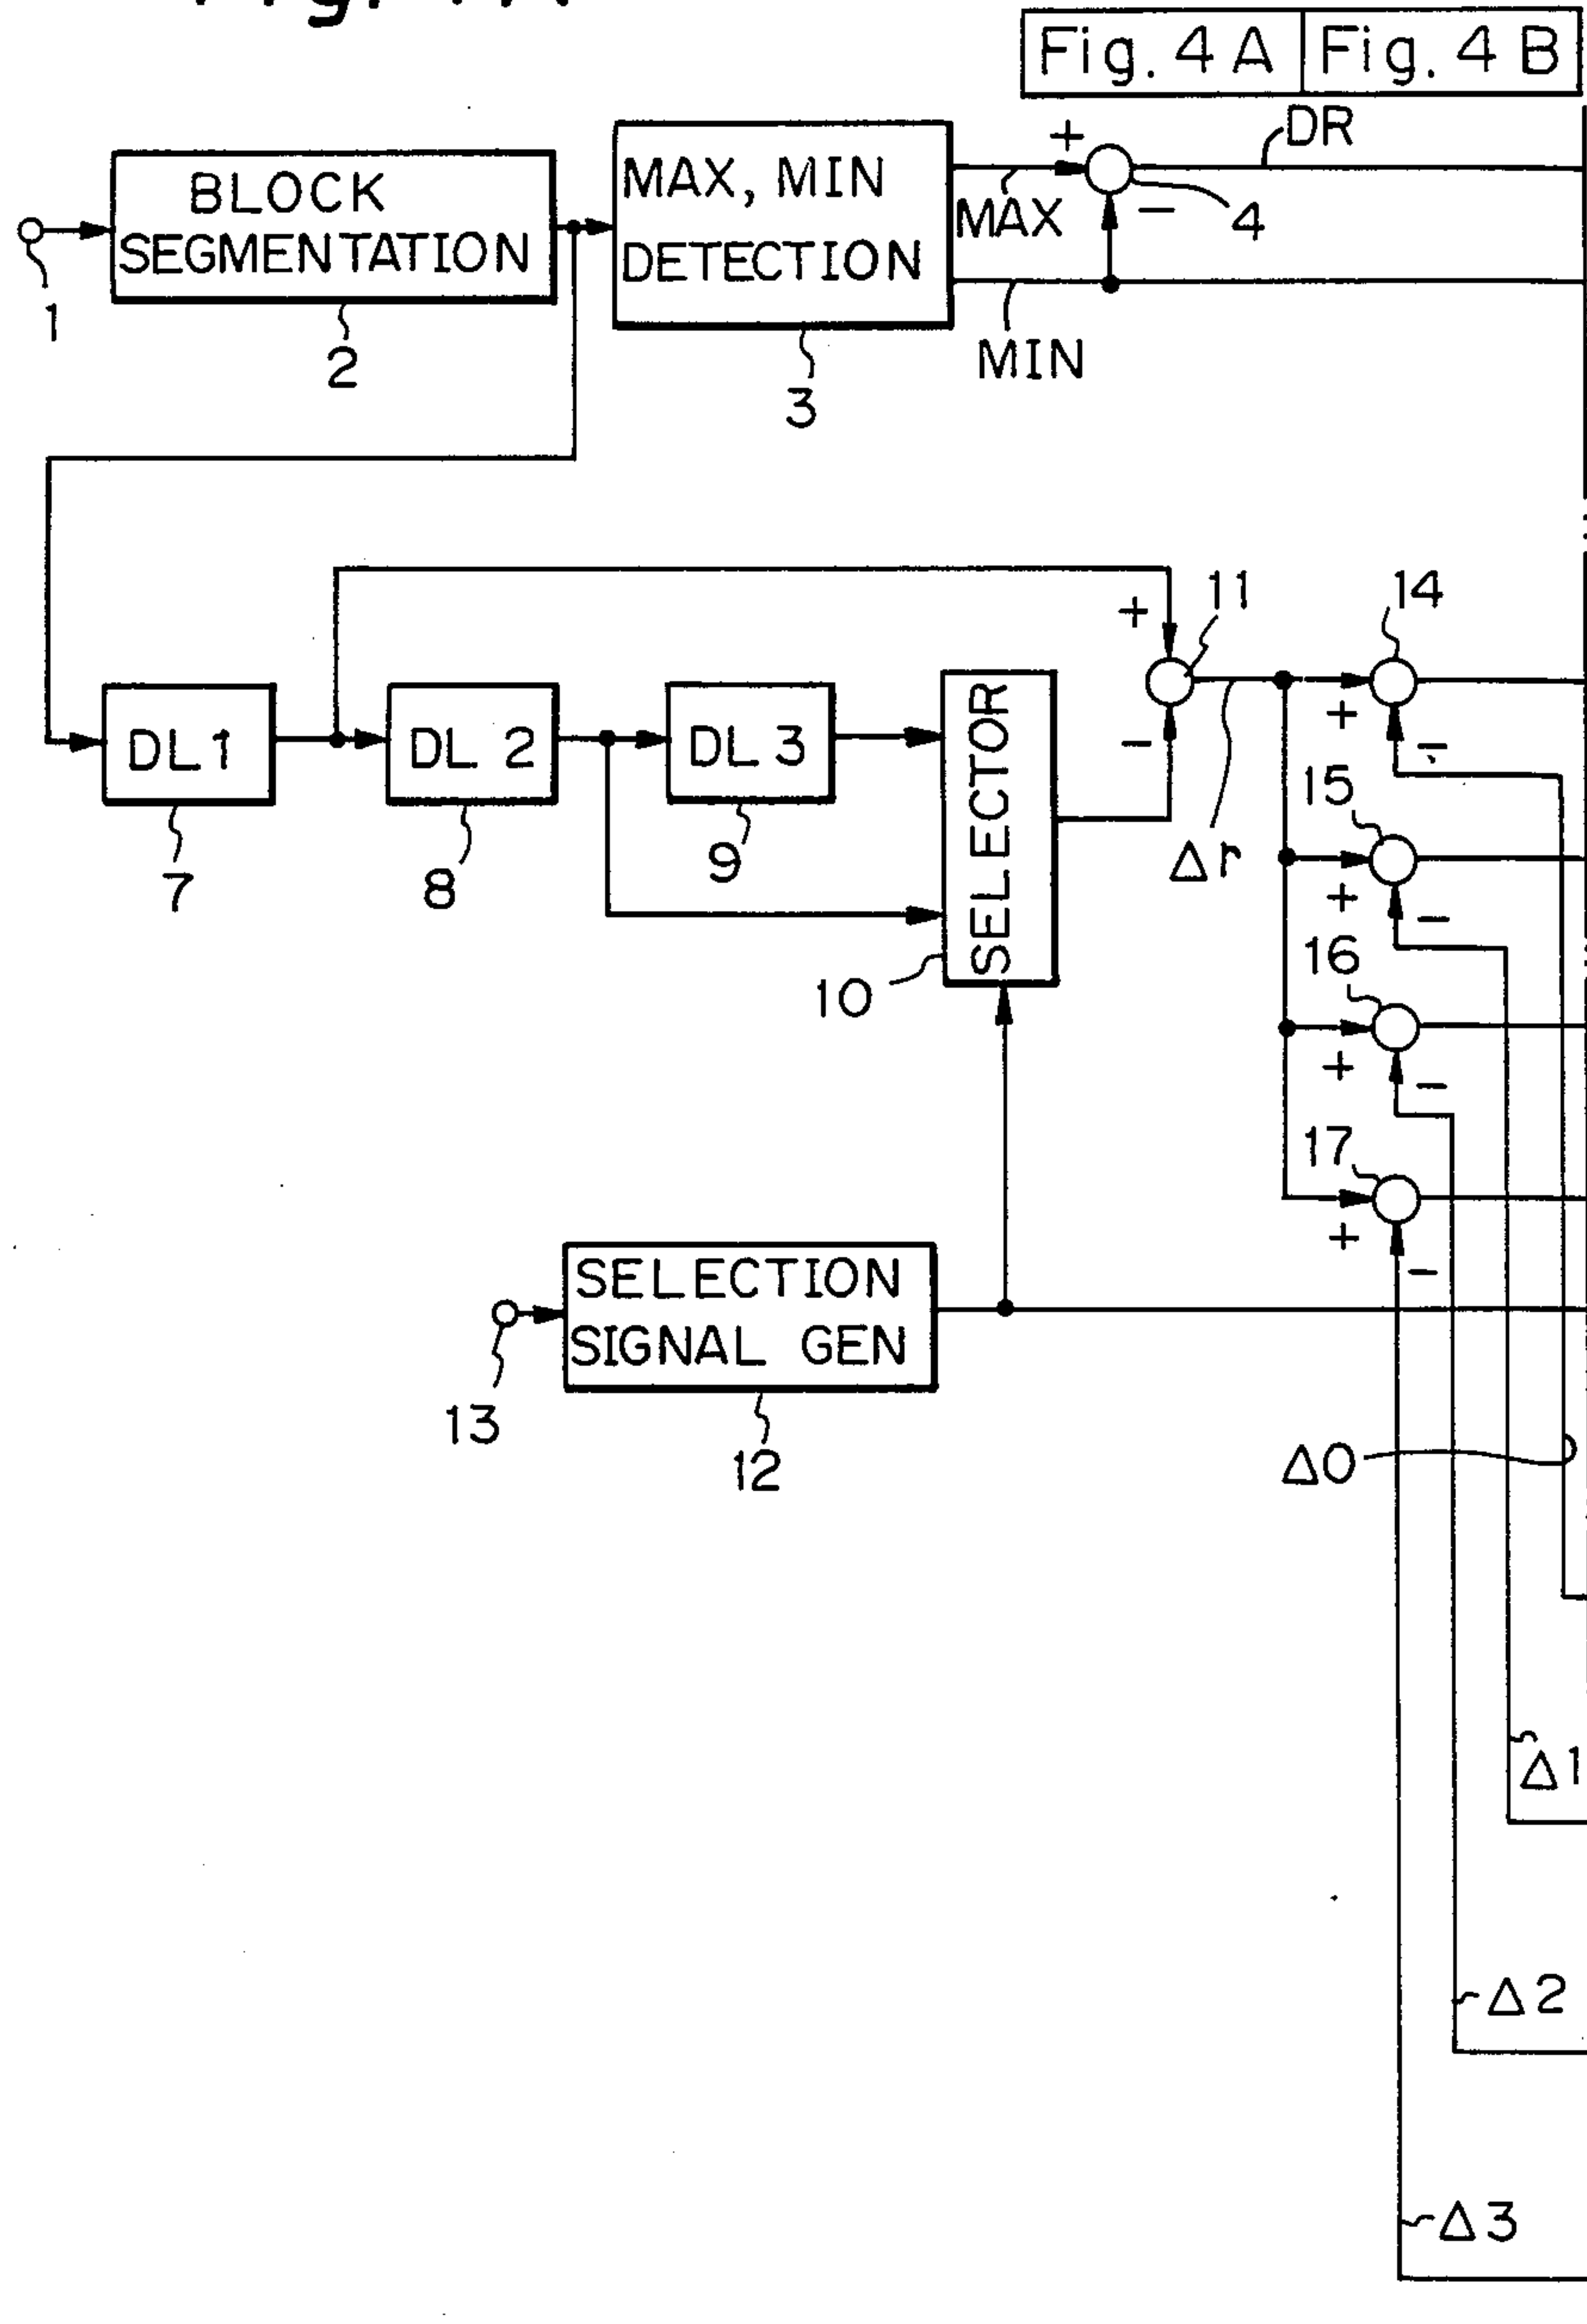 Fig. 4A
Fig. 4 A
Fig. 4 B
BLOCK
SEGMENTATION
MAX, MIN
DETECTION
+
DR
MAX
−
4
MIN
1
2
3
11
14
+
DL1
DL 2
DL 3
SELECTOR
−
+
−
15
Δr
7
8
9
+
−
10
16
+
−
17
+
−
SELECTION
SIGNAL GEN
13
12
Δ0
Δ1
Δ2
Δ3